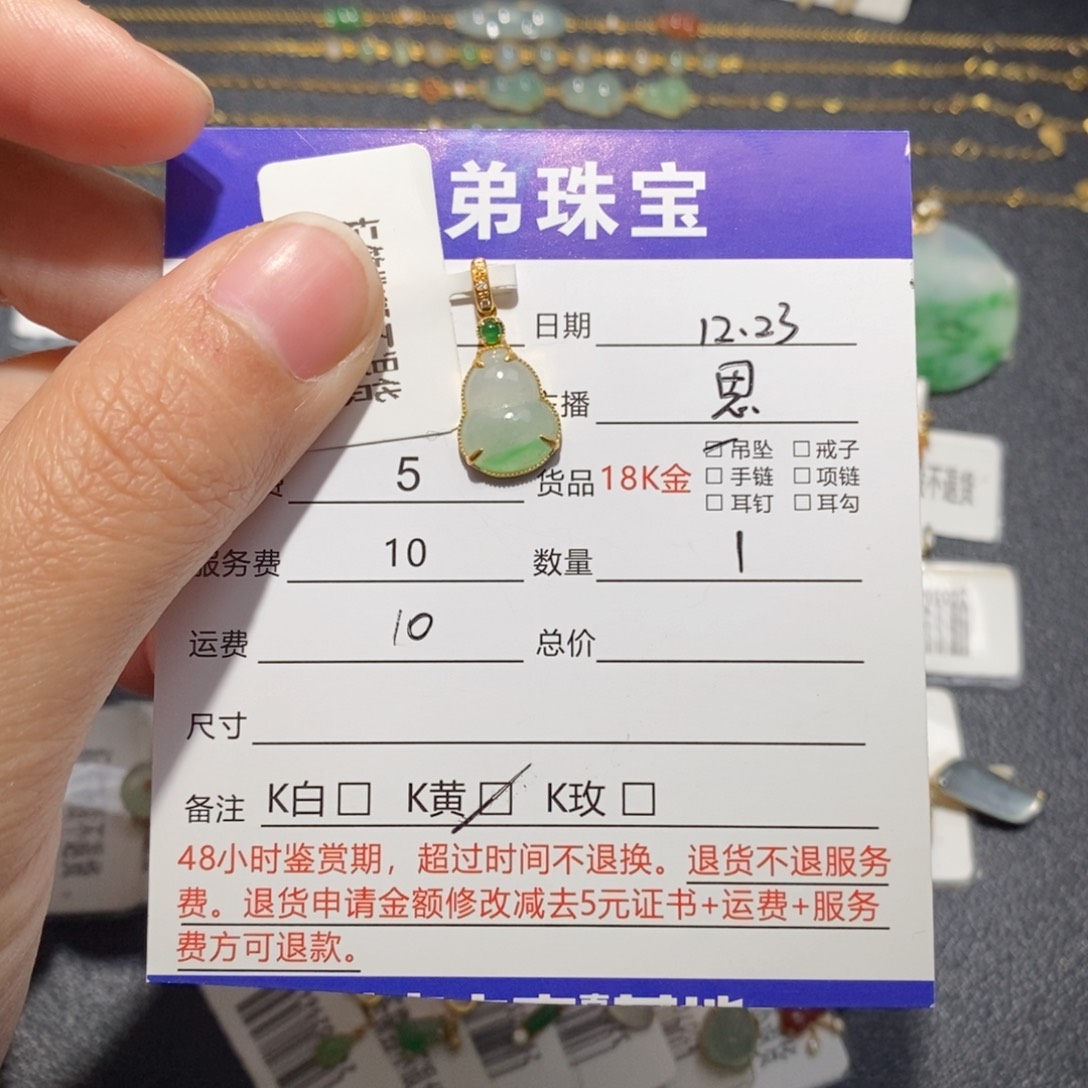 弟珠宝
日期 12.23
播 恩
5 货品 18K金 吊坠 戒子
手链 项链
耳钉 耳勾
服务费 10 数量 1
运费 10 总价
尺寸
备注 K白 K黄 K玫
48小时鉴赏期，超过时间不退换。退货不退服务
费。退货申请金额修改减去5元证书+运费+服务
费方可退款。
不退货